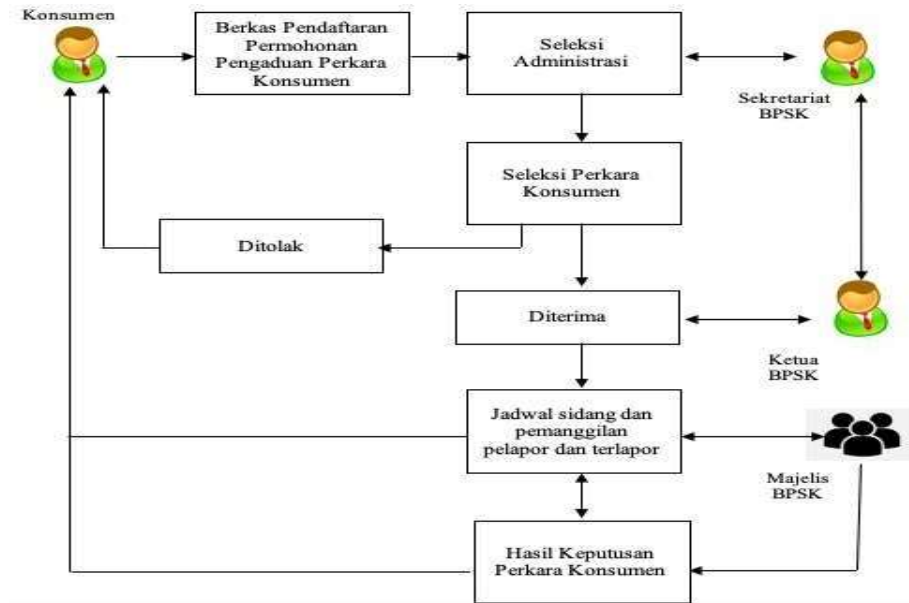 Konsumen
Berkas Pendaftaran
Permohonan
Pengaduan Perkara
Konsumen
Seleksi
Administrasi
Sekretariat
BPSK
Seleksi Perkara
Konsumen
Ditolak
Diterima
Ketua
BPSK
Jadwal sidang dan
pemanggilan
pelapor dan terlapor
Majelis
BPSK
Hasil Keputusan
Perkara Konsumen